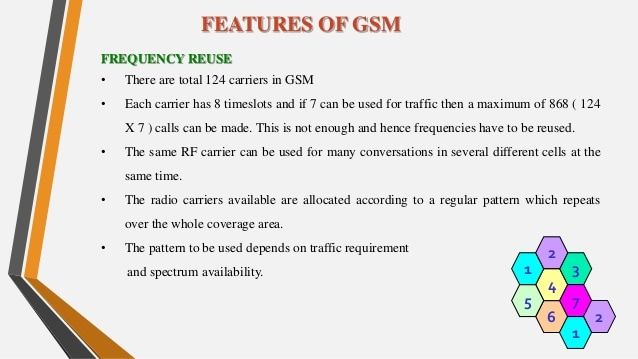 FEATURES OF GSM
FREQUENCY REUSE
• There are total 124 carriers in GSM
• Each carrier has 8 timeslots and if 7 can be used for traffic then a maximum of 868 ( 124
X 7 ) calls can be made. This is not enough and hence frequencies have to be reused.
• The same RF carrier can be used for many conversations in several different cells at the
same time.
• The radio carriers available are allocated according to a regular pattern which repeats
over the whole coverage area.
• The pattern to be used depends on traffic requirement
and spectrum availability.
2
1 3
4
5 7
6 2
1